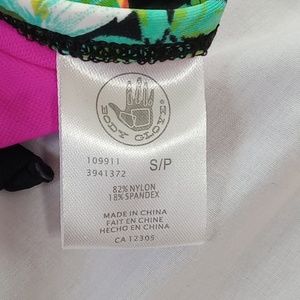 BODY GLOVE
109911
3941372
S/P
82% NYLON
18% SPANDEX
MADE IN CHINA
FAIT EN CHINE
HECHO EN CHINA
CA 12305